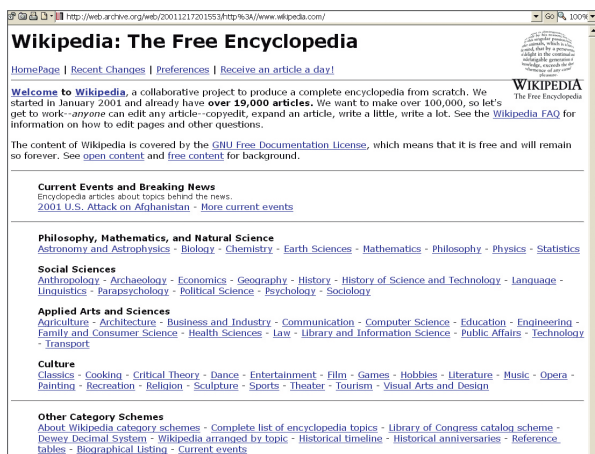 http://web.archive.org/web/20011217201553/http%3A//www.wikipedia.com/
Go
100%
Wikipedia: The Free Encyclopedia
HomePage | Recent Changes | Preferences | Receive an article a day!
WIKIPEDIA
The Free Encyclopedia
Welcome to Wikipedia, a collaborative project to produce a complete encyclopedia from scratch. We
started in January 2001 and already have over 19,000 articles. We want to make over 100,000, so let's
get to work--anyone can edit any article--copyedit, expand an article, write a little, write a lot. See the Wikipedia FAQ for
information on how to edit pages and other questions.
The content of Wikipedia is covered by the GNU Free Documentation License, which means that it is free and will remain
so forever. See open content and free content for background.
Current Events and Breaking News
Encyclopedia articles about topics behind the news.
2001 U.S. Attack on Afghanistan - More current events
Philosophy, Mathematics, and Natural Science
Astronomy and Astrophysics - Biology - Chemistry - Earth Sciences - Mathematics - Philosophy - Physics - Statistics
Social Sciences
Anthropology - Archaeology - Economics - Geography - History - History of Science and Technology - Language -
Linguistics - Parapsychology - Political Science - Psychology - Sociology
Applied Arts and Sciences
Agriculture - Architecture - Business and Industry - Communication - Computer Science - Education - Engineering -
Family and Consumer Science - Health Sciences - Law - Library and Information Science - Public Affairs - Technology
- Transport
Culture
Classics - Cooking - Critical Theory - Dance - Entertainment - Film - Games - Hobbies - Literature - Music - Opera -
Painting - Recreation - Religion - Sculpture - Sports - Theater - Tourism - Visual Arts and Design
Other Category Schemes
About Wikipedia category schemes - Complete list of encyclopedia topics - Library of Congress catalog scheme -
Dewey Decimal System - Wikipedia arranged by topic - Historical timeline - Historical anniversaries - Reference
tables - Biographical Listing - Current events